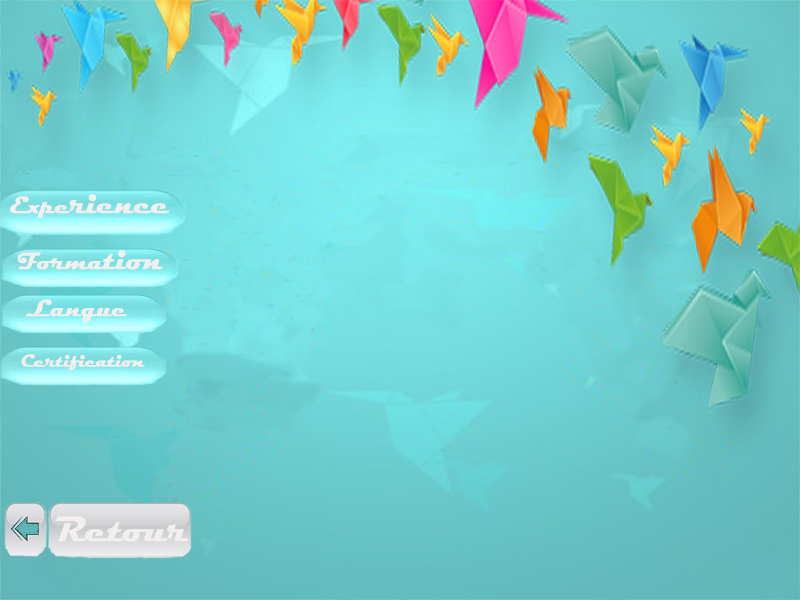 Experience
Formation
Langue
Certification
Retour